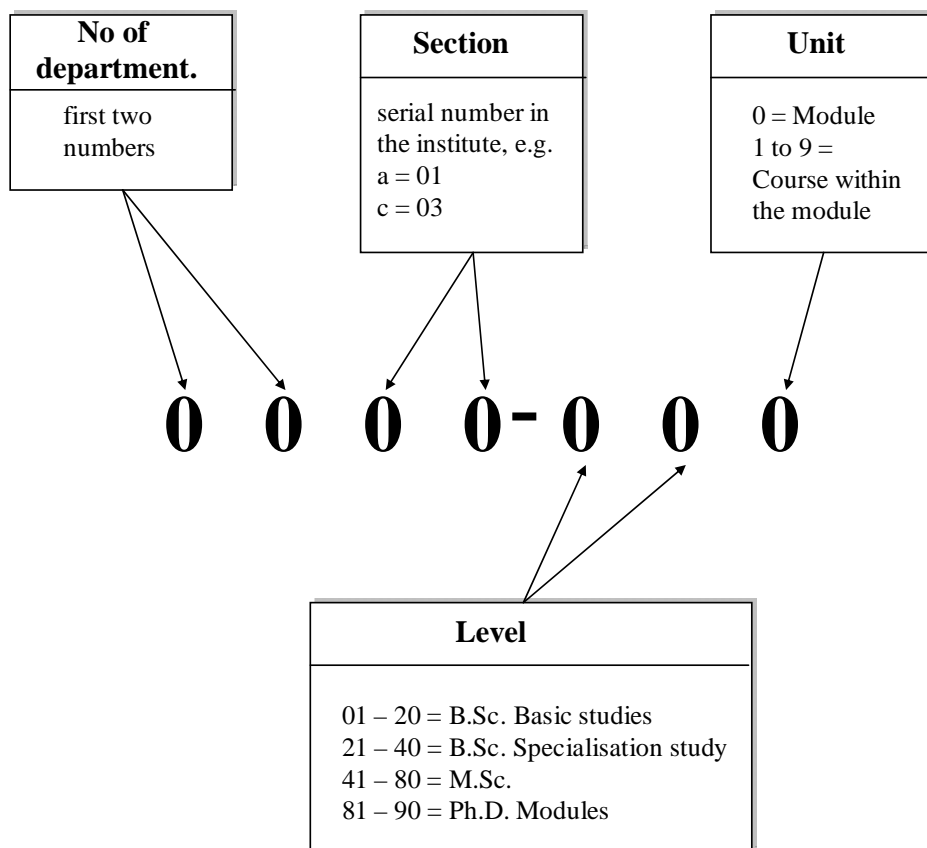 No of
department.
first two
numbers
Section
serial number in
the institute, e.g.
a = 01
c = 03
Unit
0 = Module
1 to 9 =
Course within
the module
0 0 0 0 - 0 0 0
Level
01 – 20 = B.Sc. Basic studies
21 – 40 = B.Sc. Specialisation study
41 – 80 = M.Sc.
81 – 90 = Ph.D. Modules